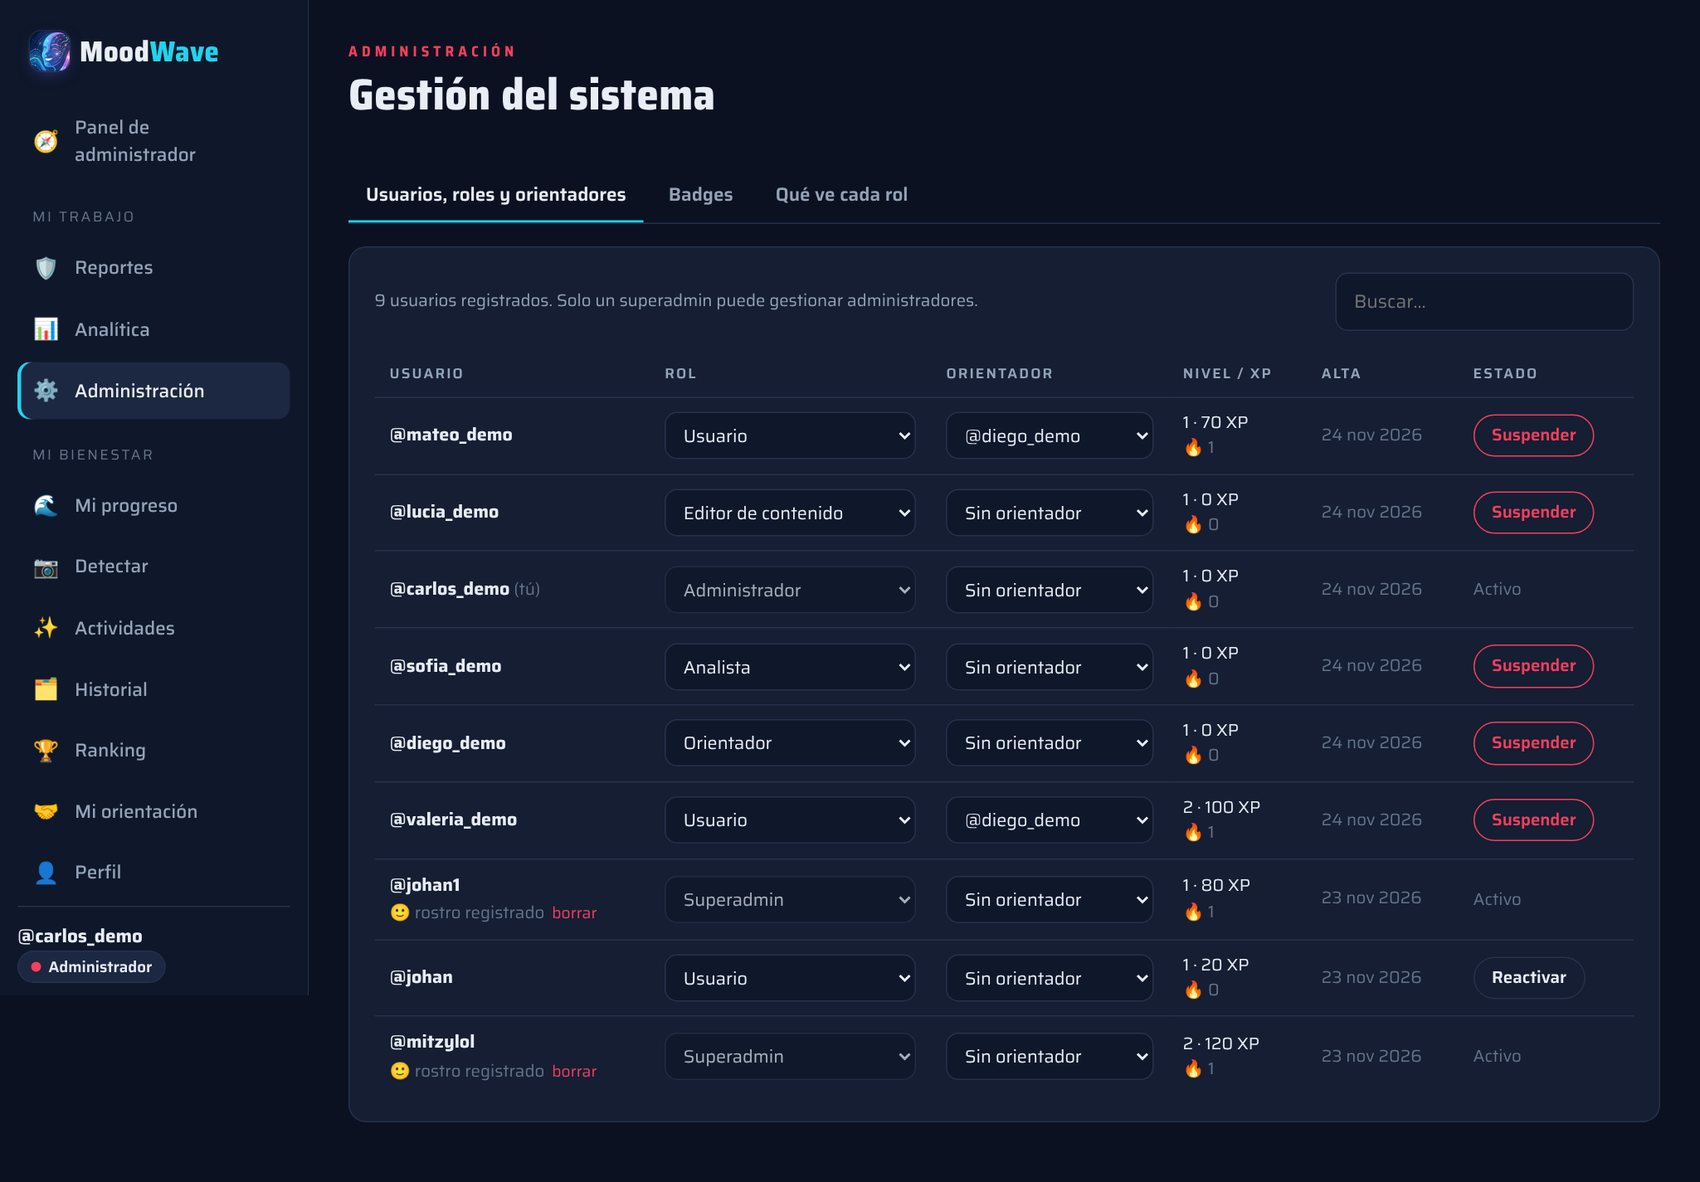 MoodWave
Panel de
administrador
MI TRABAJO
Reportes
Analítica
Administración
MI BIENESTAR
Mi progreso
Detectar
Actividades
Historial
Ranking
Mi orientación
Perfil
@carlos_demo
Administrador
ADMINISTRACIÓN
Gestión del sistema
Usuarios, roles y orientadores Badges Qué ve cada rol
9 usuarios registrados. Solo un superadmin puede gestionar administradores.
Buscar...
USUARIO ROL ORIENTADOR NIVEL / XP ALTA ESTADO
@mateo_demo Usuario @diego_demo 1 · 70 XP 24 nov 2026 Suspender
🔥 1
@lucia_demo Editor de contenido Sin orientador 1 · 0 XP 24 nov 2026 Suspender
🔥 0
@carlos_demo (tú) Administrador Sin orientador 1 · 0 XP 24 nov 2026 Activo
🔥 0
@sofia_demo Analista Sin orientador 1 · 0 XP 24 nov 2026 Suspender
🔥 0
@diego_demo Orientador Sin orientador 1 · 0 XP 24 nov 2026 Suspender
🔥 0
@valeria_demo Usuario @diego_demo 2 · 100 XP 24 nov 2026 Suspender
🔥 1
@johan1 Superadmin Sin orientador 1 · 80 XP 23 nov 2026 Activo
🙂 rostro registrado borrar 🔥 1
@johan Usuario Sin orientador 1 · 20 XP 23 nov 2026 Reactivar
🔥 0
@mitzylol Superadmin Sin orientador 2 · 120 XP 23 nov 2026 Activo
🙂 rostro registrado borrar 🔥 1